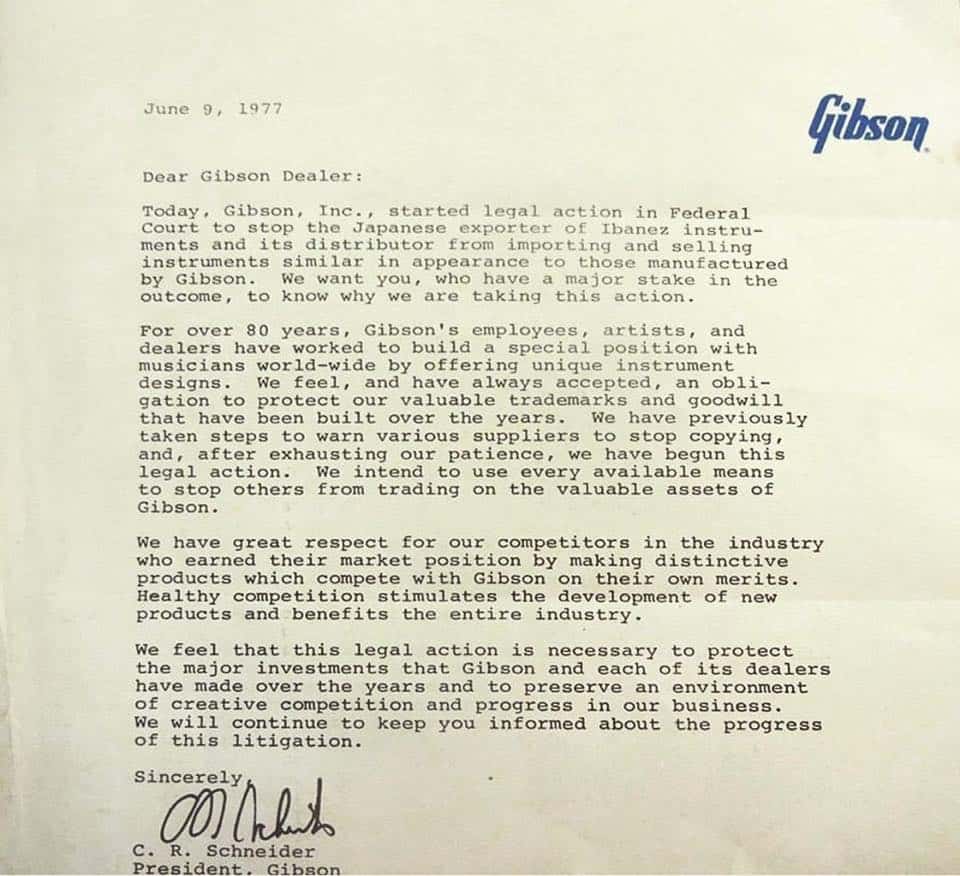 June 9, 1977
Gibson
Dear Gibson Dealer:
Today, Gibson, Inc., started legal action in Federal
Court to stop the Japanese exporter of Ibanez instru-
ments and its distributor from importing and selling
instruments similar in appearance to those manufactured
by Gibson. We want you, who have a major stake in the
outcome, to know why we are taking this action.
For over 80 years, Gibson's employees, artists, and
dealers have worked to build a special position with
musicians world-wide by offering unique instrument
designs. We feel, and have always accepted, an obli-
gation to protect our valuable trademarks and goodwill
that have been built over the years. We have previously
taken steps to warn various suppliers to stop copying,
and, after exhausting our patience, we have begun this
legal action. We intend to use every available means
to stop others from trading on the valuable assets of
Gibson.
We have great respect for our competitors in the industry
who earned their market position by making distinctive
products which compete with Gibson on their own merits.
Healthy competition stimulates the development of new
products and benefits the entire industry.
We feel that this legal action is necessary to protect
the major investments that Gibson and each of its dealers
have made over the years and to preserve an environment
of creative competition and progress in our business.
We will continue to keep you informed about the progress
of this litigation.
Sincerely,
C. R. Schneider
President, Gibson